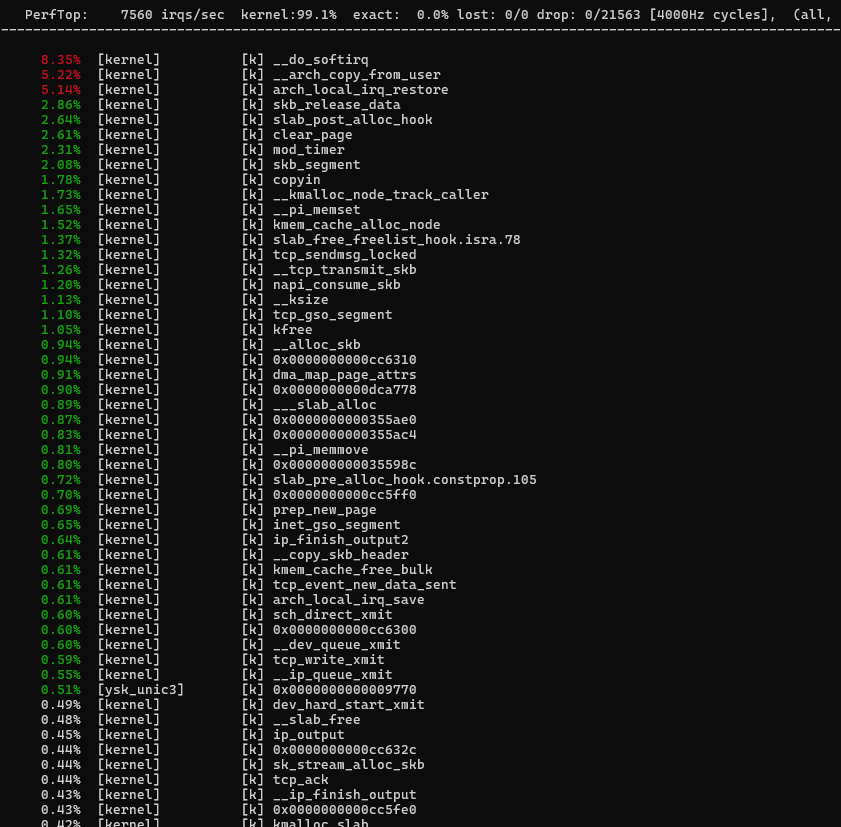 PerfTop:    7560 irqs/sec  kernel:99.1%  exact:  0.0% lost: 0/0 drop: 0/21563 [4000Hz cycles],  (all,
8.35%  [kernel]          [k] __do_softirq
5.22%  [kernel]          [k] __arch_copy_from_user
5.14%  [kernel]          [k] arch_local_irq_restore
2.86%  [kernel]          [k] skb_release_data
2.64%  [kernel]          [k] slab_post_alloc_hook
2.61%  [kernel]          [k] clear_page
2.31%  [kernel]          [k] mod_timer
2.08%  [kernel]          [k] skb_segment
1.78%  [kernel]          [k] copyin
1.73%  [kernel]          [k] __kmalloc_node_track_caller
1.65%  [kernel]          [k] __pi_memset
1.52%  [kernel]          [k] kmem_cache_alloc_node
1.37%  [kernel]          [k] slab_free_freelist_hook.isra.78
1.32%  [kernel]          [k] tcp_sendmsg_locked
1.26%  [kernel]          [k] __tcp_transmit_skb
1.20%  [kernel]          [k] napi_consume_skb
1.13%  [kernel]          [k] __ksize
1.10%  [kernel]          [k] tcp_gso_segment
1.05%  [kernel]          [k] kfree
0.94%  [kernel]          [k] __alloc_skb
0.94%  [kernel]          [k] 0x0000000000cc6310
0.91%  [kernel]          [k] dma_map_page_attrs
0.90%  [kernel]          [k] 0x0000000000dca778
0.89%  [kernel]          [k] ___slab_alloc
0.87%  [kernel]          [k] 0x0000000000355ae0
0.83%  [kernel]          [k] 0x0000000000355ac4
0.81%  [kernel]          [k] __pi_memmove
0.80%  [kernel]          [k] 0x000000000035598c
0.72%  [kernel]          [k] slab_pre_alloc_hook.constprop.105
0.70%  [kernel]          [k] 0x0000000000cc5ff0
0.69%  [kernel]          [k] prep_new_page
0.65%  [kernel]          [k] inet_gso_segment
0.64%  [kernel]          [k] ip_finish_output2
0.61%  [kernel]          [k] __copy_skb_header
0.61%  [kernel]          [k] kmem_cache_free_bulk
0.61%  [kernel]          [k] tcp_event_new_data_sent
0.61%  [kernel]          [k] arch_local_irq_save
0.60%  [kernel]          [k] sch_direct_xmit
0.60%  [kernel]          [k] 0x0000000000cc6300
0.60%  [kernel]          [k] __dev_queue_xmit
0.59%  [kernel]          [k] tcp_write_xmit
0.55%  [kernel]          [k] __ip_queue_xmit
0.51%  [ysk_unic3]       [k] 0x0000000000009770
0.49%  [kernel]          [k] dev_hard_start_xmit
0.48%  [kernel]          [k] __slab_free
0.45%  [kernel]          [k] ip_output
0.44%  [kernel]          [k] 0x0000000000cc632c
0.44%  [kernel]          [k] sk_stream_alloc_skb
0.44%  [kernel]          [k] tcp_ack
0.43%  [kernel]          [k] __ip_finish_output
0.43%  [kernel]          [k] 0x0000000000cc5fe0
0.42%  [kernel]          [k] kmalloc_slab